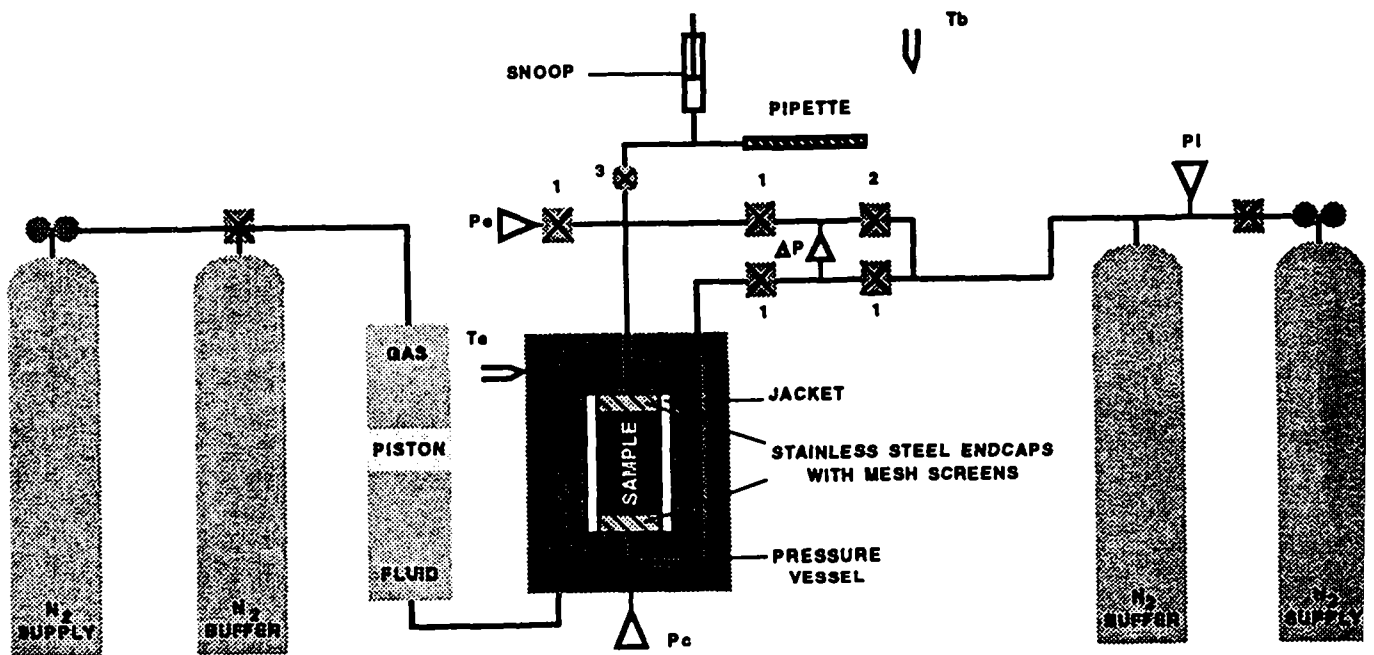 Tb
SNOOP
PIPETTE
Pi
3
1
1
2
Pe
ΔP
1
1
Te
GAS
JACKET
PISTON
SAMPLE
STAINLESS STEEL ENDCAPS
WITH MESH SCREENS
PRESSURE
VESSEL
FLUID
N2
SUPPLY
N2
BUFFER
Pc
N2
BUFFER
N2
SUPPLY